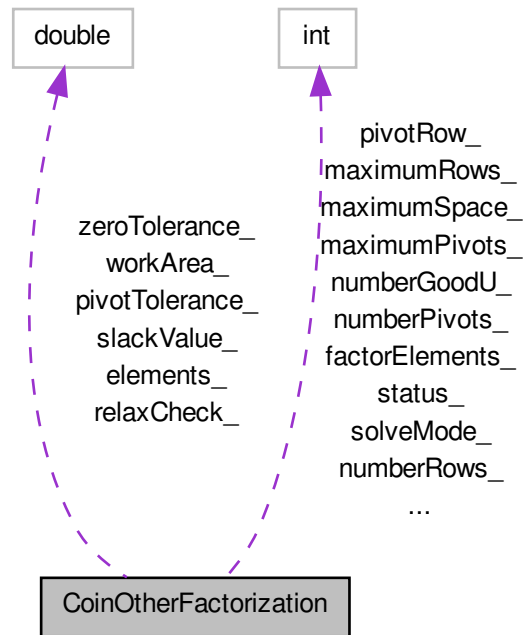 double
int
zeroTolerance_
workArea_
pivotTolerance_
slackValue_
elements_
relaxCheck_
pivotRow_
maximumRows_
maximumSpace_
maximumPivots_
numberGoodU_
numberPivots_
factorElements_
status_
solveMode_
numberRows_
...
CoinOtherFactorization